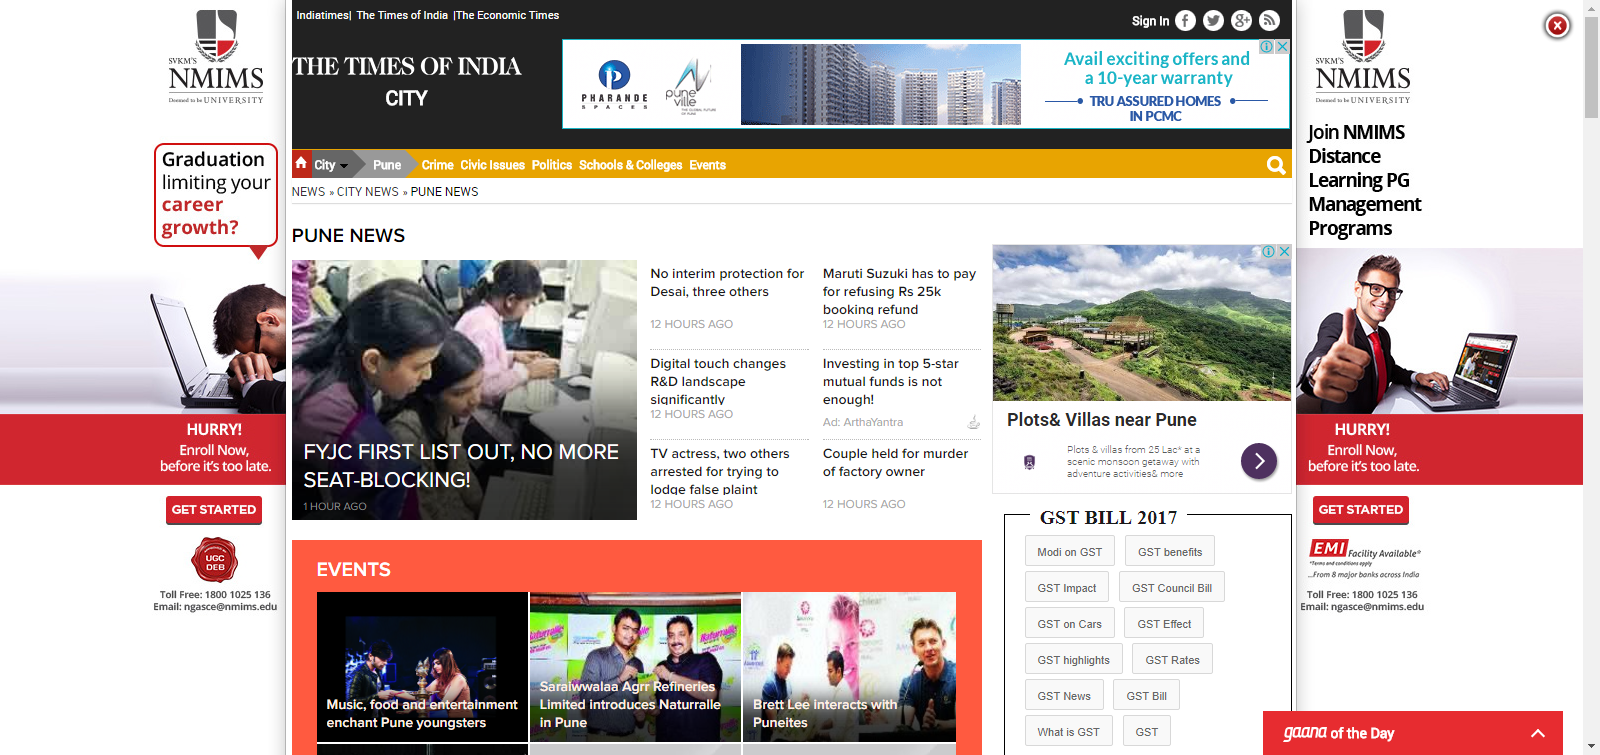 SVKM'S
NMIMS
Deemed to be UNIVERSITY
Graduation
limiting your
career
growth?
HURRY!
Enroll Now,
before it's too late.
GET STARTED
UGC
DEB
Toll Free: 1800 1025 136
Email: ngasce@nmims.edu
Indiatimes| The Times of India |The Economic Times
Sign In
THE TIMES OF INDIA
CITY
PHARANDE
SPACES
pune
ville
Avail exciting offers and
a 10-year warranty
TRU ASSURED HOMES
IN PCMC
City Pune Crime Civic Issues Politics Schools & Colleges Events
NEWS » CITY NEWS » PUNE NEWS
PUNE NEWS
FYJC FIRST LIST OUT, NO MORE
SEAT-BLOCKING!
1 HOUR AGO
No interim protection for
Desai, three others
12 HOURS AGO
Maruti Suzuki has to pay
for refusing Rs 25k
booking refund
12 HOURS AGO
Digital touch changes
R&D landscape
significantly
12 HOURS AGO
Investing in top 5-star
mutual funds is not
enough!
Ad: ArthaYantra
TV actress, two others
arrested for trying to
lodge false plaint
12 HOURS AGO
Couple held for murder
of factory owner
12 HOURS AGO
Plots& Villas near Pune
Plots & villas from 25 Lac* at a
scenic monsoon getaway with
adventure activities& more
EVENTS
Music, food and entertainment
enchant Pune youngsters
Saraiwwalaa Agrr Refineries
Limited introduces Naturralle
in Pune
Brett Lee interacts with
Puneites
GST BILL 2017
Modi on GST GST benefits
GST Impact GST Council Bill
GST on Cars GST Effect
GST highlights GST Rates
GST News GST Bill
What is GST GST
gaana of the Day
SVKM'S
NMIMS
Deemed to be UNIVERSITY
Join NMIMS
Distance
Learning PG
Management
Programs
HURRY!
Enroll Now,
before it's too late.
GET STARTED
EMI Facility Available*
*Terms and conditions apply
...From 8 major banks across India
Toll Free: 1800 1025 136
Email: ngasce@nmims.edu